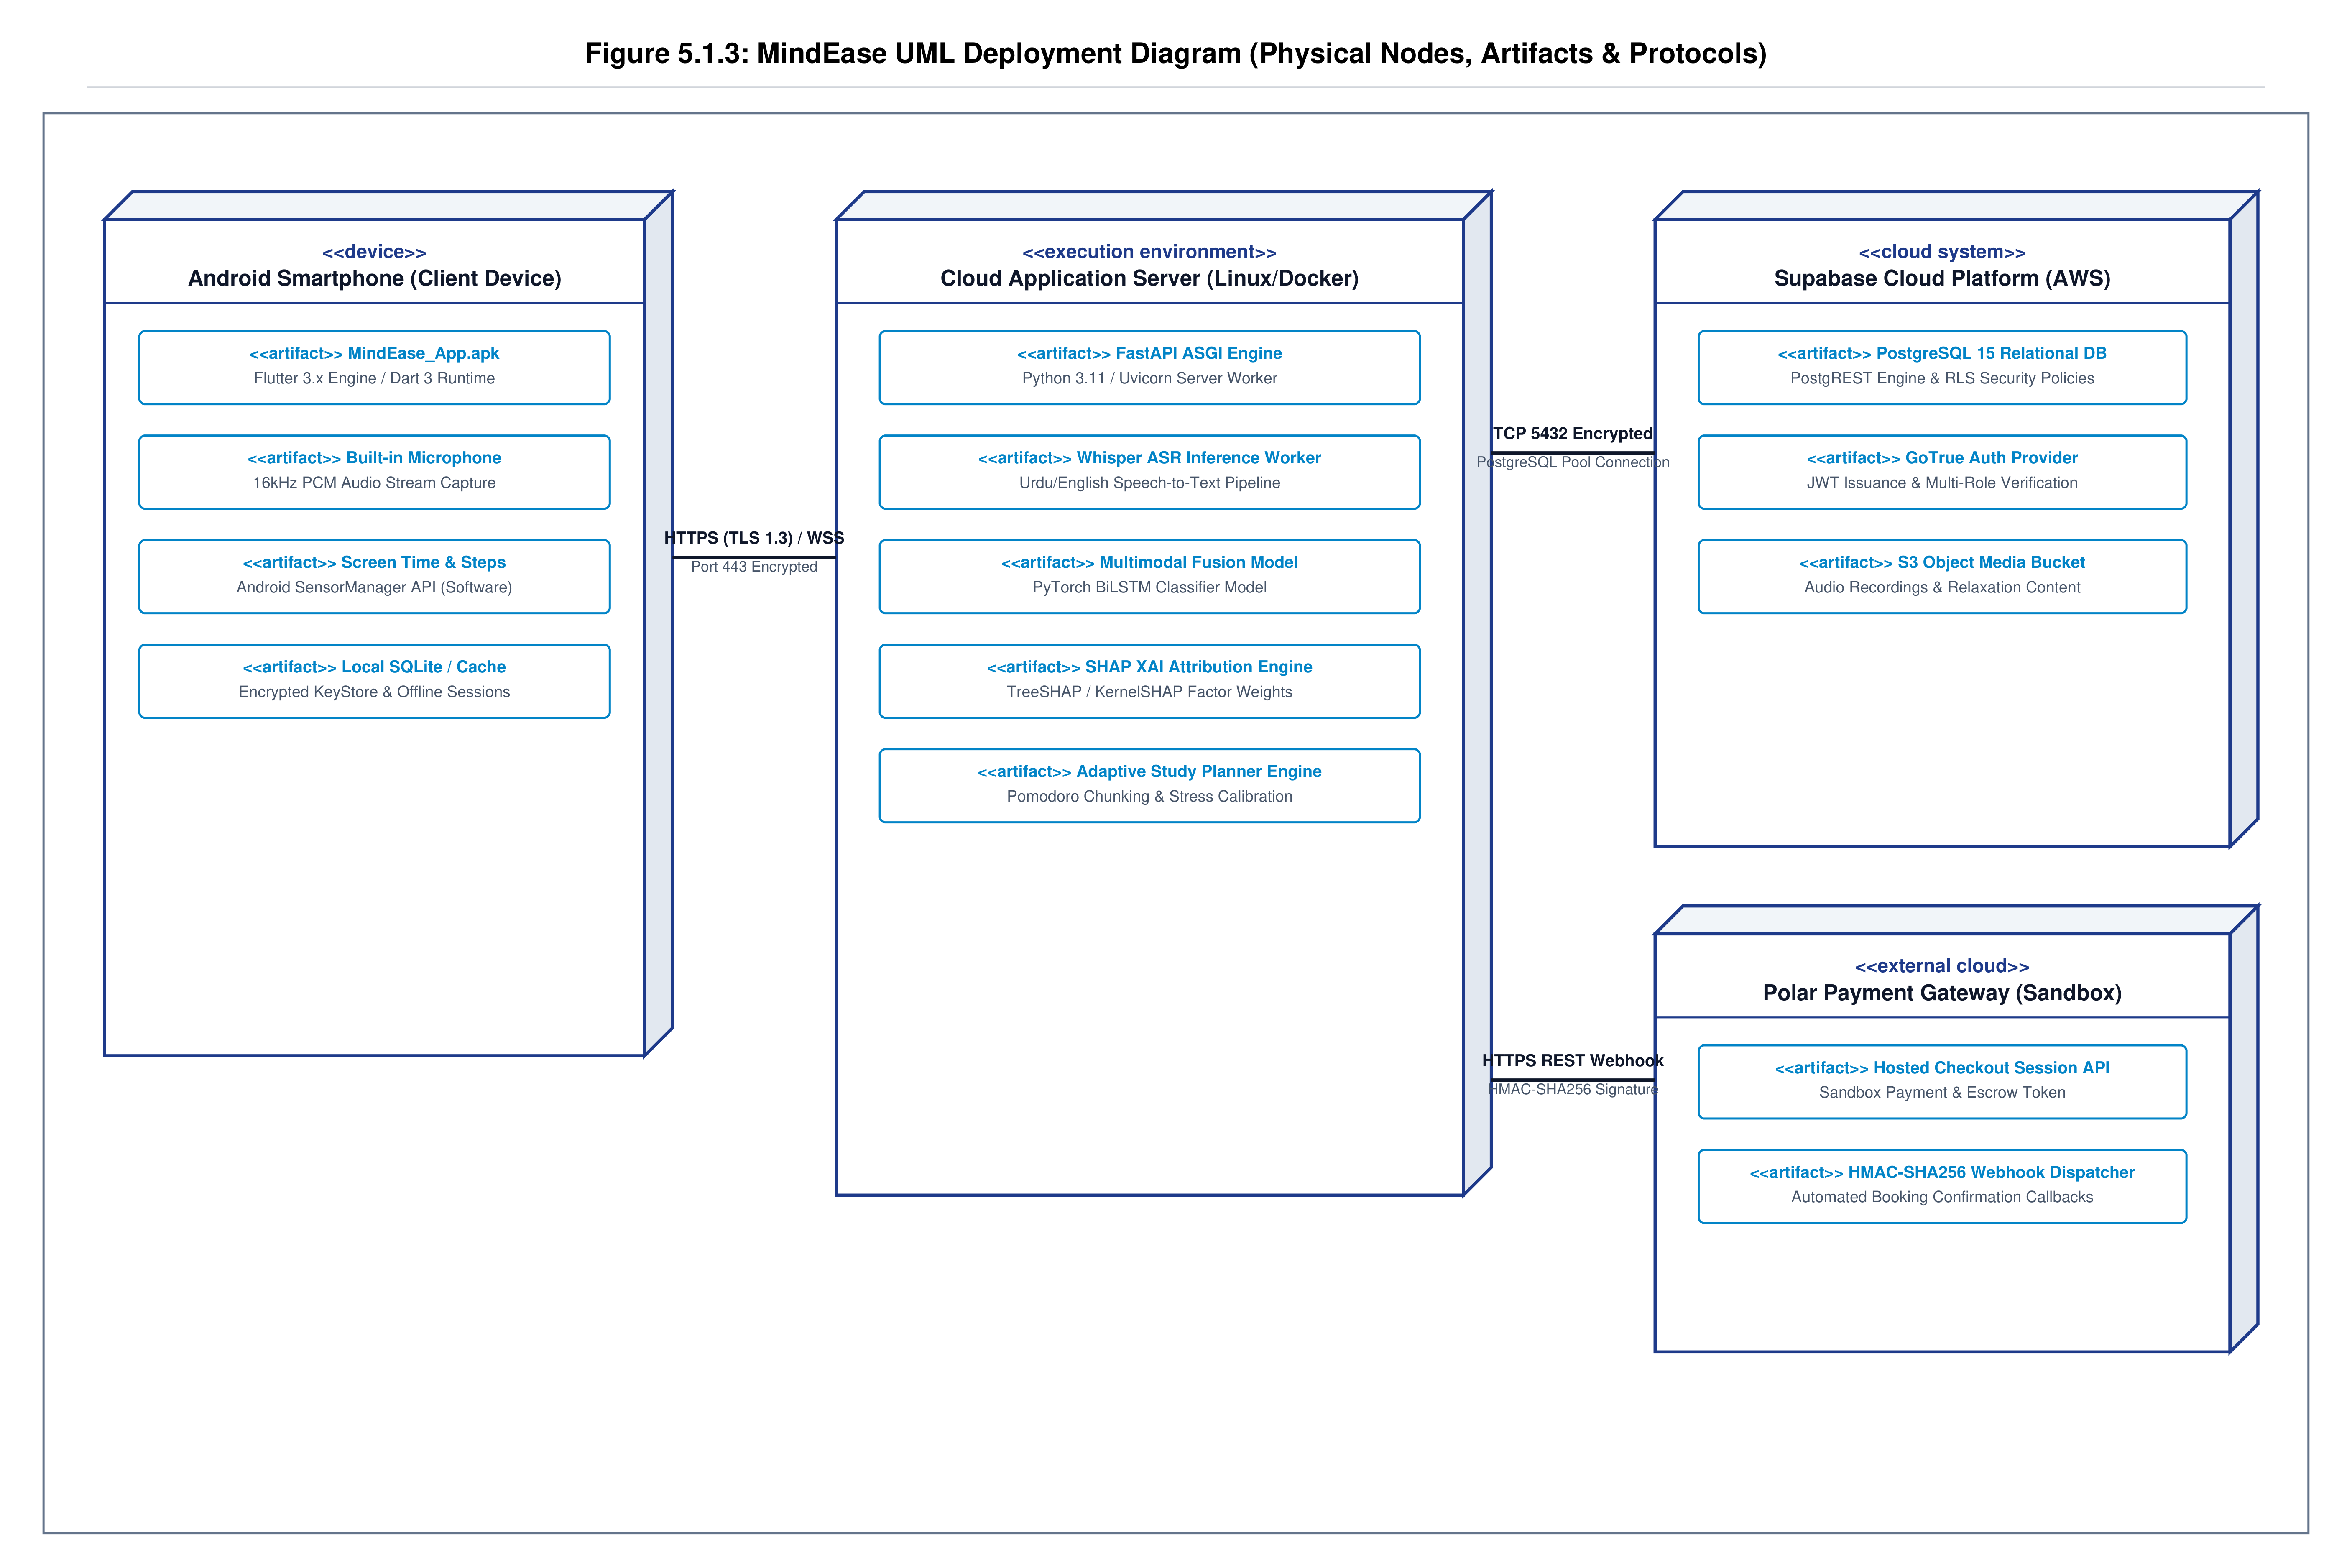 Figure 5.1.3: MindEase UML Deployment Diagram (Physical Nodes, Artifacts & Protocols)
<<device>>
Android Smartphone (Client Device)
<<artifact>> MindEase_App.apk
Flutter 3.x Engine / Dart 3 Runtime
<<artifact>> Built-in Microphone
16kHz PCM Audio Stream Capture
<<artifact>> Screen Time & Steps
Android SensorManager API (Software)
<<artifact>> Local SQLite / Cache
Encrypted KeyStore & Offline Sessions
HTTPS (TLS 1.3) / WSS
Port 443 Encrypted
<<execution environment>>
Cloud Application Server (Linux/Docker)
<<artifact>> FastAPI ASGI Engine
Python 3.11 / Uvicorn Server Worker
<<artifact>> Whisper ASR Inference Worker
Urdu/English Speech-to-Text Pipeline
<<artifact>> Multimodal Fusion Model
PyTorch BiLSTM Classifier Model
<<artifact>> SHAP XAI Attribution Engine
TreeSHAP / KernelSHAP Factor Weights
<<artifact>> Adaptive Study Planner Engine
Pomodoro Chunking & Stress Calibration
TCP 5432 Encrypted
PostgreSQL Pool Connection
HTTPS REST Webhook
HMAC-SHA256 Signature
<<cloud system>>
Supabase Cloud Platform (AWS)
<<artifact>> PostgreSQL 15 Relational DB
PostgREST Engine & RLS Security Policies
<<artifact>> GoTrue Auth Provider
JWT Issuance & Multi-Role Verification
<<artifact>> S3 Object Media Bucket
Audio Recordings & Relaxation Content
<<external cloud>>
Polar Payment Gateway (Sandbox)
<<artifact>> Hosted Checkout Session API
Sandbox Payment & Escrow Token
<<artifact>> HMAC-SHA256 Webhook Dispatcher
Automated Booking Confirmation Callbacks